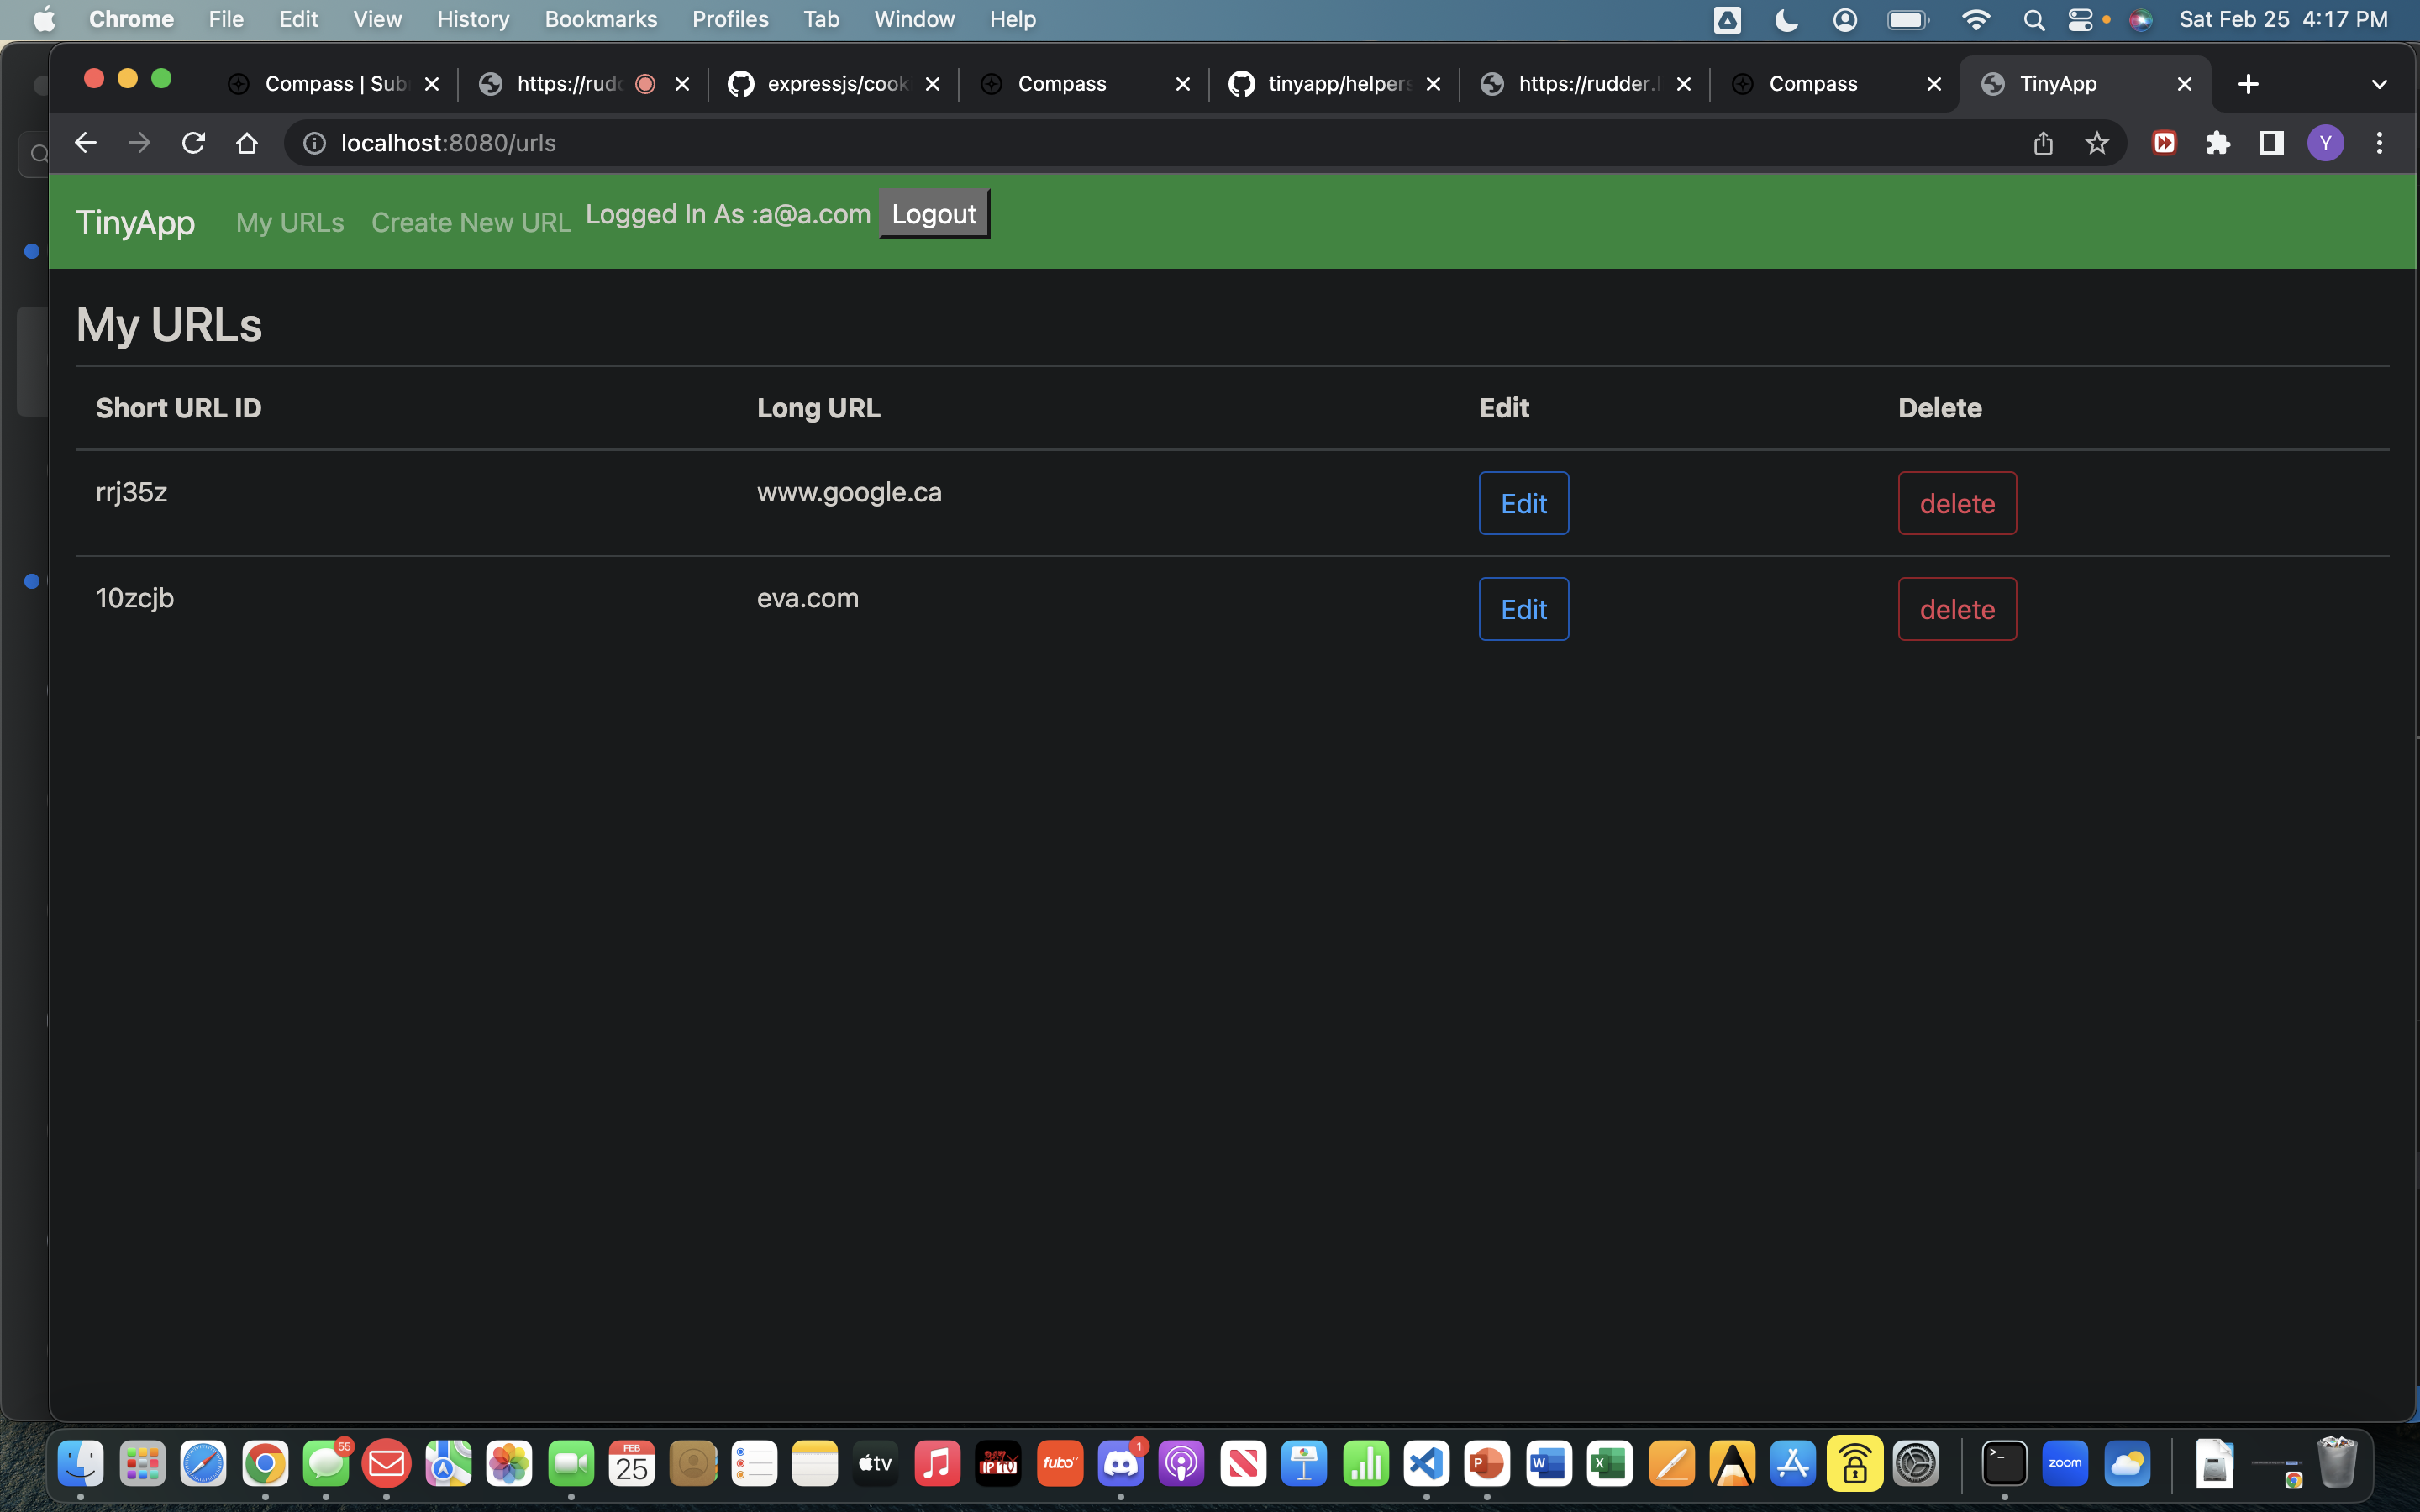 Chrome File Edit View History Bookmarks Profiles Tab Window Help Sat Feb 25 4:17 PM
Compass | Sub https://rudd expressjs/cook Compass tinyapp/helpers https://rudder. Compass TinyApp
localhost:8080/urls Y
TinyApp My URLs Create New URL Logged In As :a@a.com Logout
My URLs
Short URL ID Long URL Edit Delete
rrj35z www.google.ca Edit delete
10zcjb eva.com Edit delete
55 FEB 25 tv 247 IPTV fubo 1 P W X >_ zoom